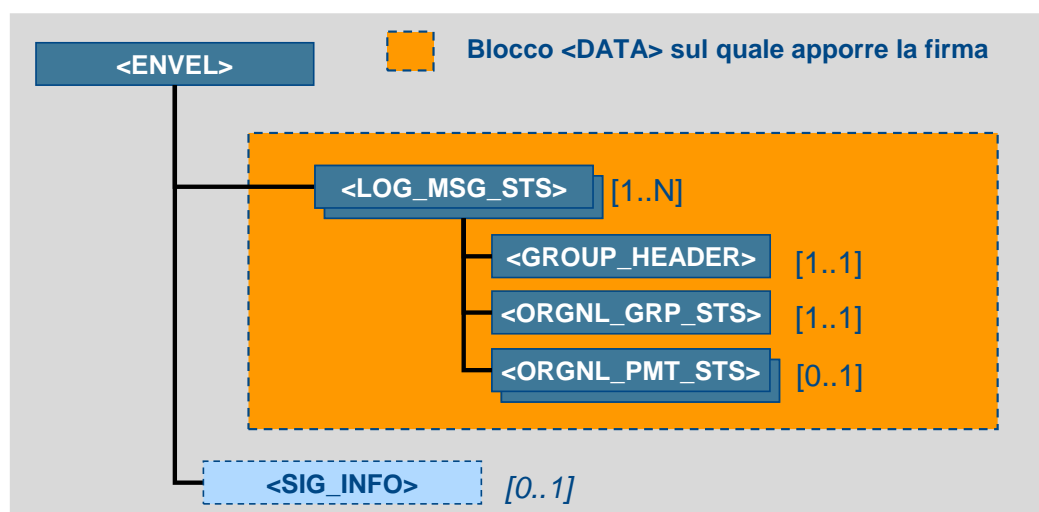 Blocco <DATA> sul quale apporre la firma
<ENVEL>
<LOG_MSG_STS> [1..N]
<GROUP_HEADER> [1..1]
<ORGNL_GRP_STS> [1..1]
<ORGNL_PMT_STS> [0..1]
<SIG_INFO> [0..1]